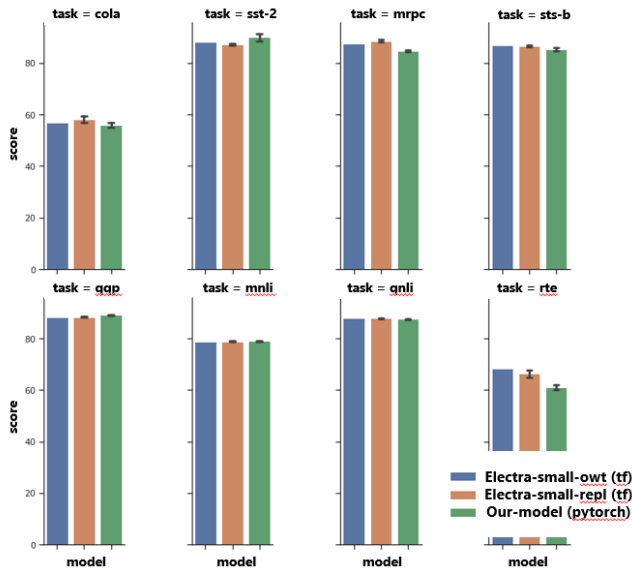 task = cola
task = sst-2
task = mrpc
task = sts-b
80
60
40
20
0
score
task = qqp
task = mnli
task = qnli
task = rte
80
60
40
20
0
score
Electra-small-owt (tf)
Electra-small-repl (tf)
Our-model (pytorch)
model
model
model
model